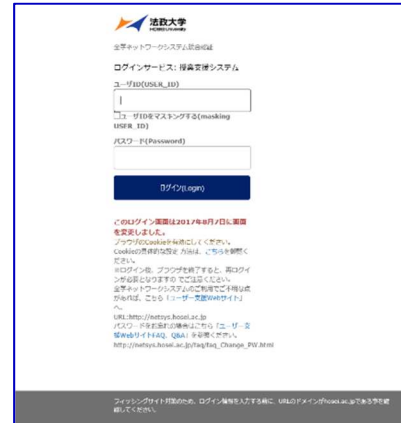 法政大学
HOSEI University
全学ネットワークシステム統合認証
ログインサービス: 授業支援システム
ユーザID(USER_ID)
ユーザIDをマスキングする(masking
USER_ID)
パスワード(Password)
ログイン(Login)
このログイン画面は2017年8月7日に画面
を変更しました。
ブラウザのCookieを有効にしてください。
Cookieの具体的な設定方法は、こちらを御覧く
ださい。
※ログイン後、ブラウザを終了すると、再ログイ
ンが必要となりますのでご注意ください。
全学ネットワークシステムのご利用でご不明な点
があれば、こちら「ユーザー支援Webサイト」
へ。
URL:http://netsys.hosei.ac.jp
パスワードをお忘れの場合はこちら「ユーザー支
援WebサイトFAQ、Q&A」を御覧ください。
http://netsys.hosei.ac.jp/faq/faq_Change_PW.html
フィッシングサイト対策のため、ログイン情報を入力する前に、URLのドメインがhosei.ac.jpである事を確
認してください。